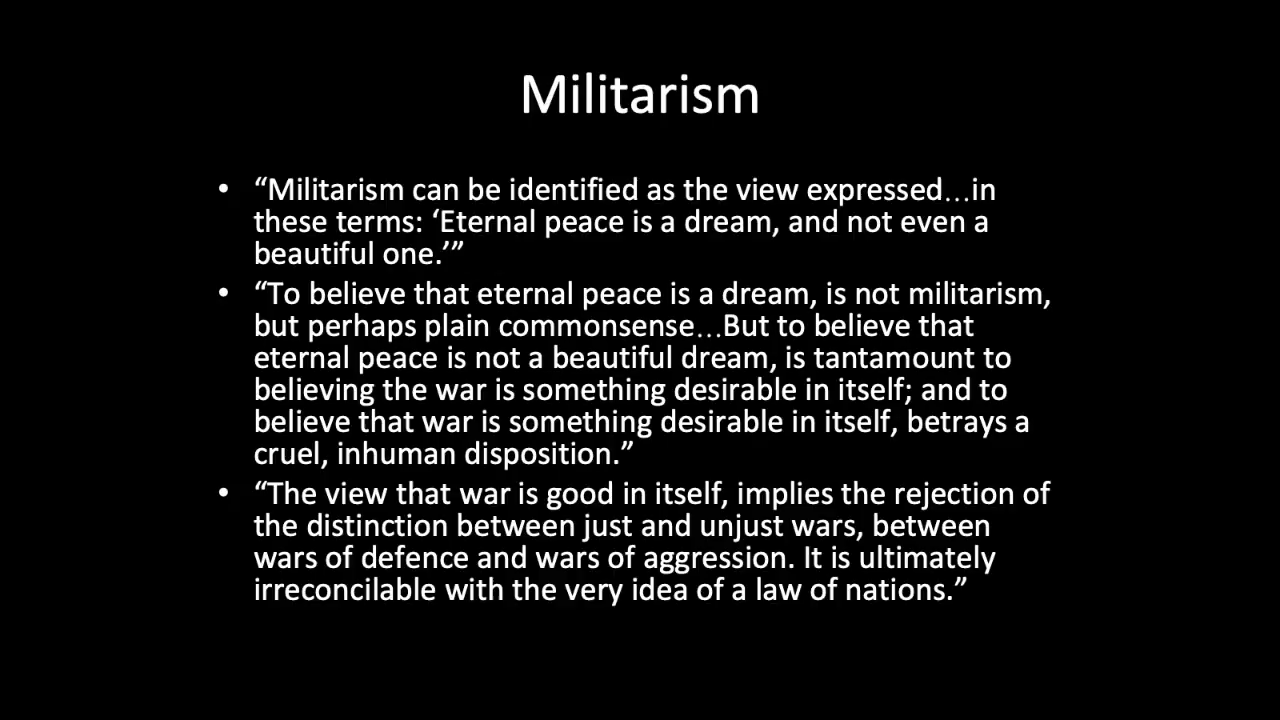 Militarism
• “Militarism can be identified as the view expressed…in
these terms: ‘Eternal peace is a dream, and not even a
beautiful one.’”
• “To believe that eternal peace is a dream, is not militarism,
but perhaps plain commonsense…But to believe that
eternal peace is not a beautiful dream, is tantamount to
believing the war is something desirable in itself; and to
believe that war is something desirable in itself, betrays a
cruel, inhuman disposition.”
• “The view that war is good in itself, implies the rejection of
the distinction between just and unjust wars, between
wars of defence and wars of aggression. It is ultimately
irreconcilable with the very idea of a law of nations.”